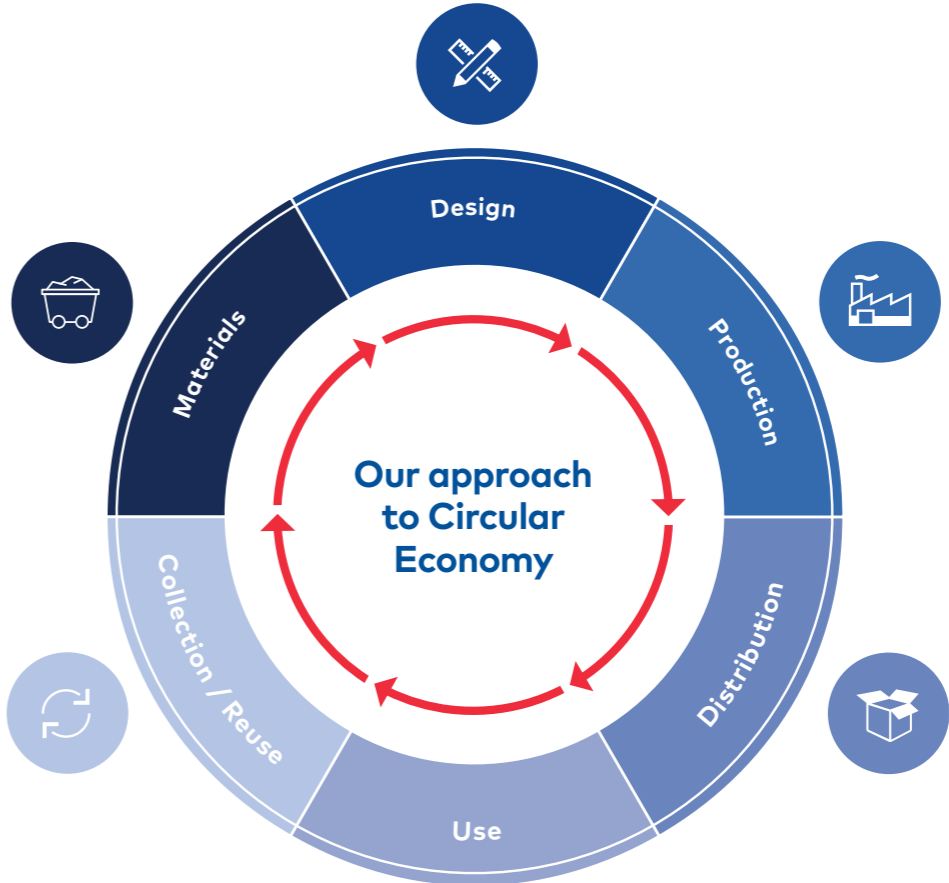 Design
Production
Distribution
Use
Collection / Reuse
Materials
Our approach
to Circular
Economy